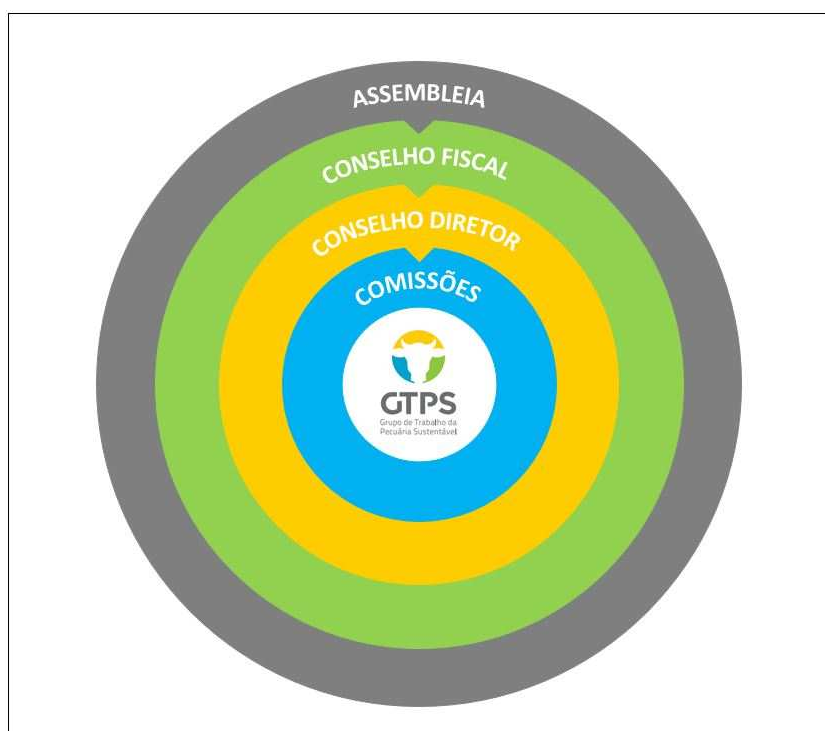 ASSEMBLEIA
CONSELHO FISCAL
CONSELHO DIRETOR
COMISSÕES
GTPS
Grupo de Trabalho da
Pecuária Sustentável